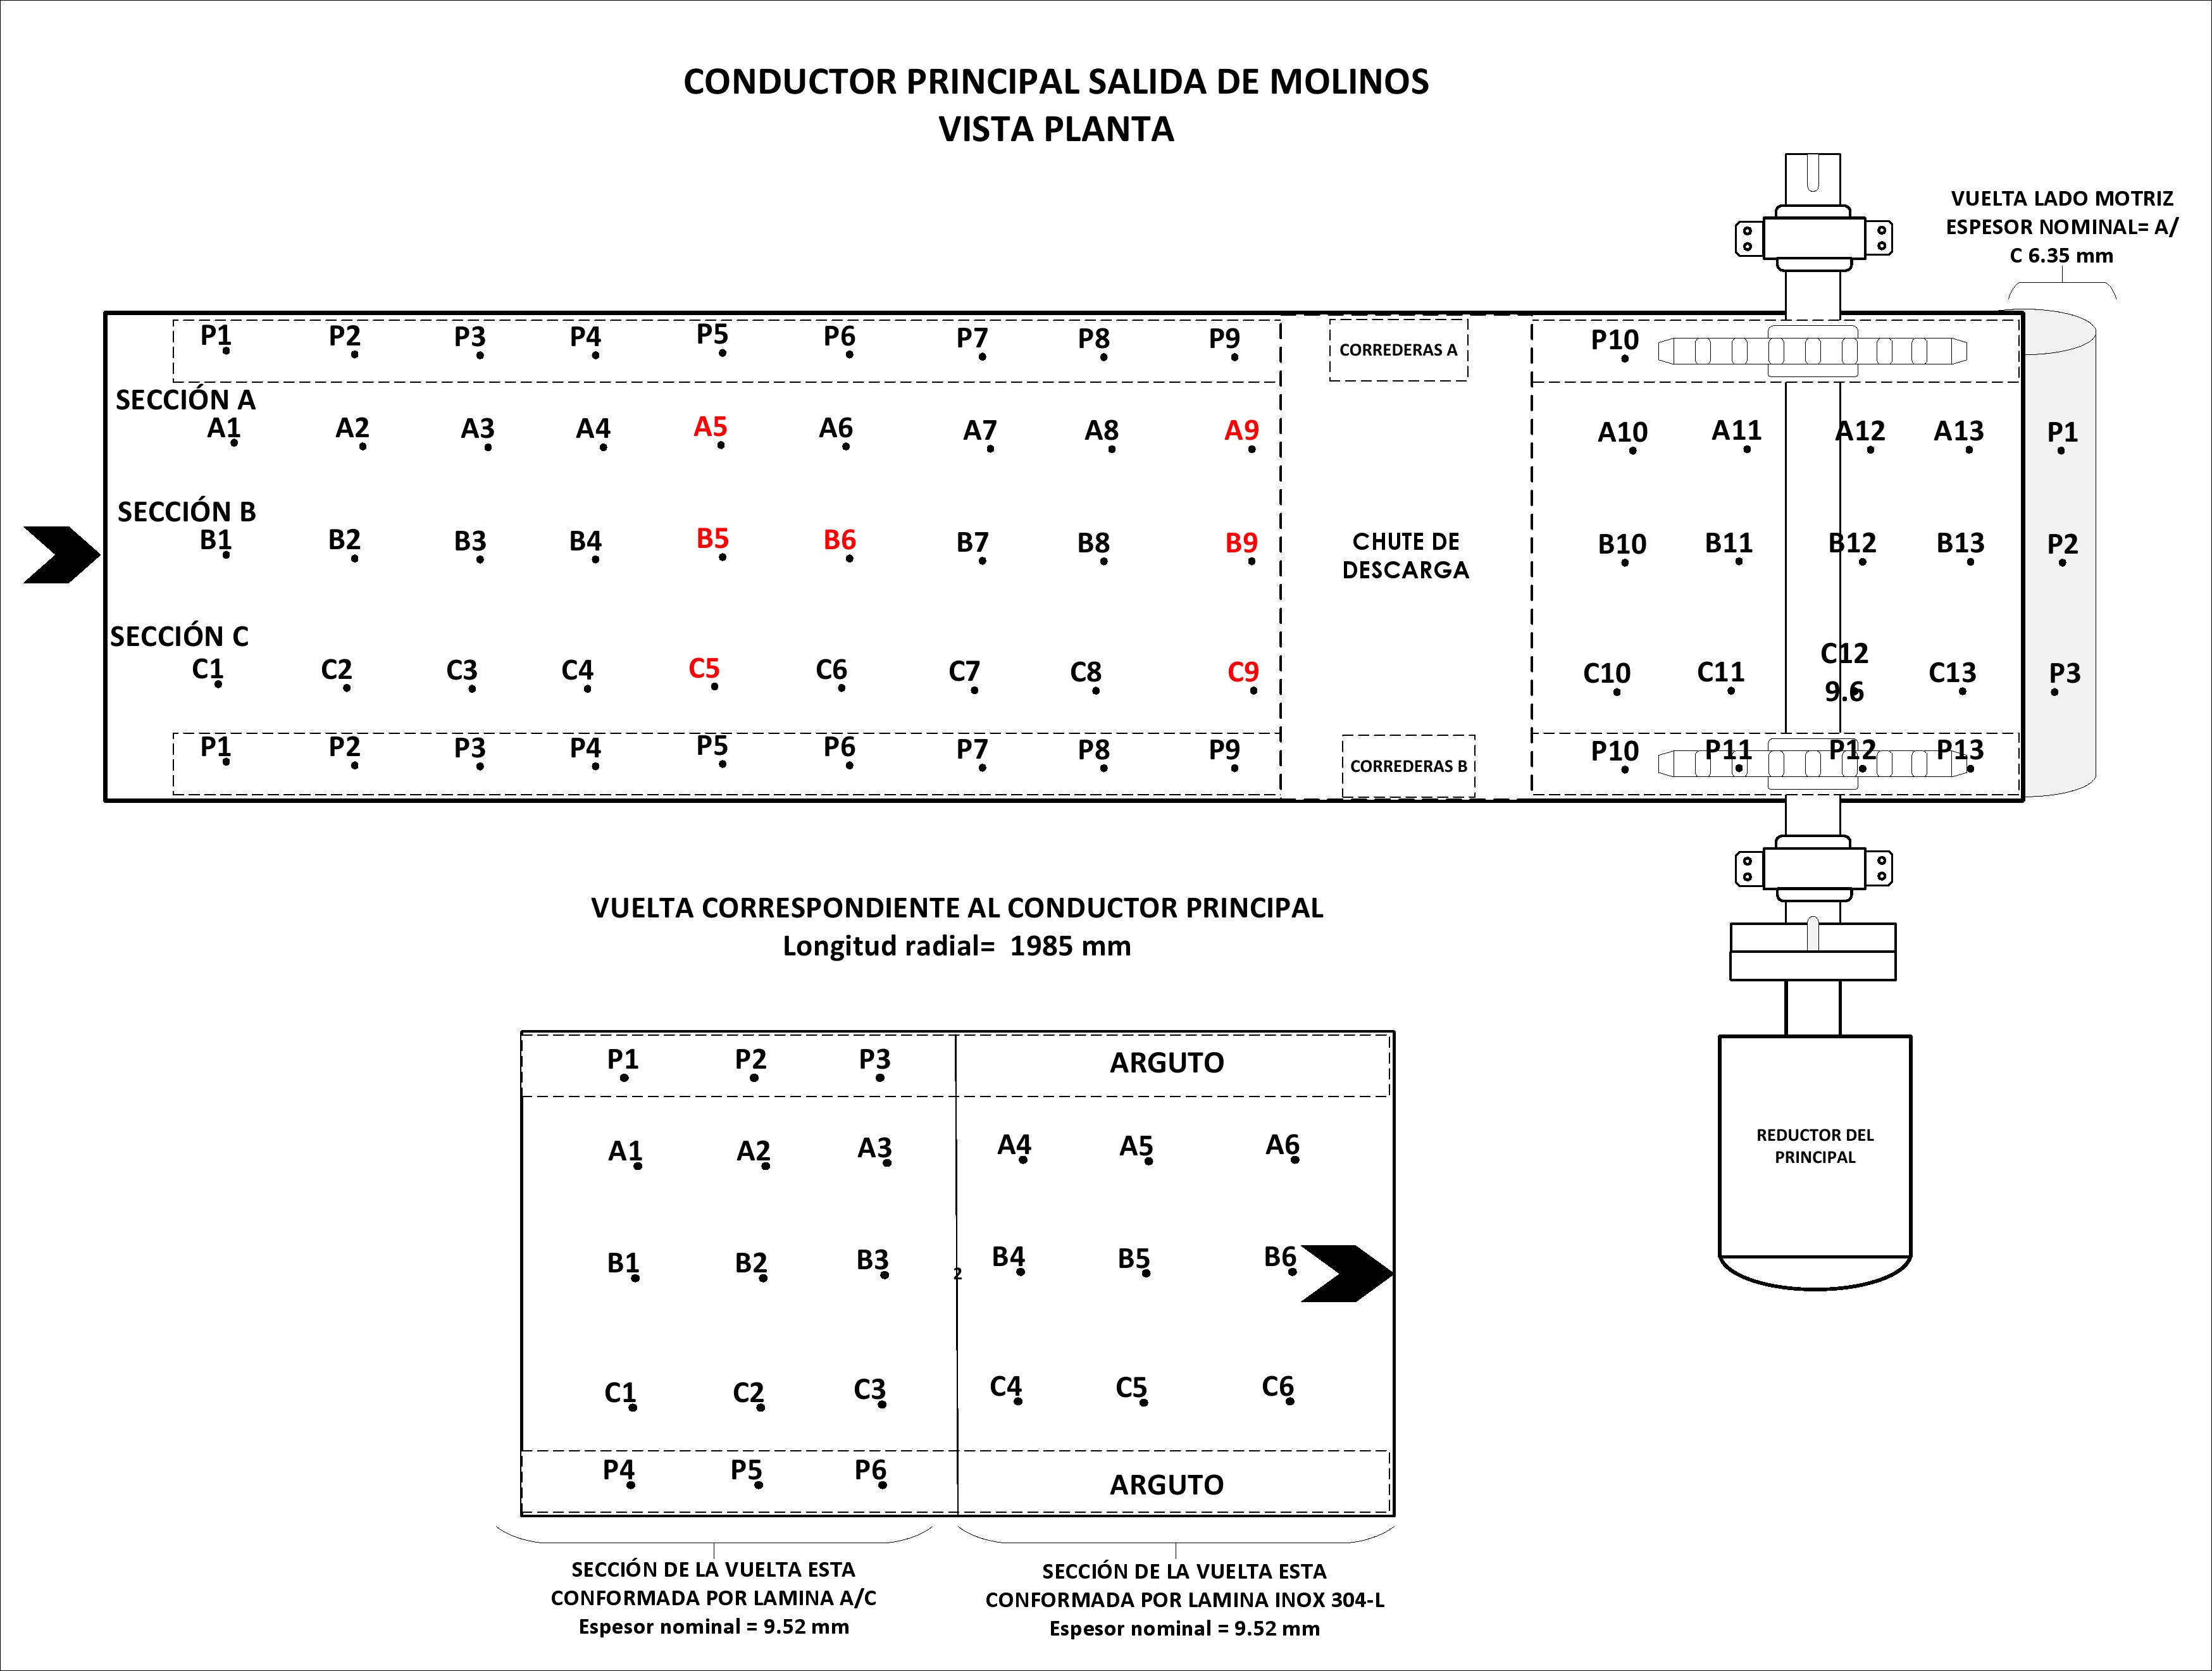 CONDUCTOR PRINCIPAL SALIDA DE MOLINOS
VISTA PLANTA
VUELTA LADO MOTRIZ
ESPESOR NOMINAL= A/
C 6.35 mm
P1 P2 P3 P4 P5 P6 P7 P8 P9 CORREDERAS A P10
SECCIÓN A
A1 A2 A3 A4 A5 A6 A7 A8 A9 A10 A11 A12 A13 P1
SECCIÓN B
B1 B2 B3 B4 B5 B6 B7 B8 B9 B10 B11 B12 B13 P2
CHUTE DE
DESCARGA
SECCIÓN C
C1 C2 C3 C4 C5 C6 C7 C8 C9 C10 C11 C12 C13 P3
9.6
P1 P2 P3 P4 P5 P6 P7 P8 P9 CORREDERAS B P10 P11 P12 P13
VUELTA CORRESPONDIENTE AL CONDUCTOR PRINCIPAL
Longitud radial= 1985 mm
P1 P2 P3 ARGUTO
A1 A2 A3 A4 A5 A6
REDUCTOR DEL
PRINCIPAL
B1 B2 B3 2 B4 B5 B6
C1 C2 C3 C4 C5 C6
P4 P5 P6 ARGUTO
SECCIÓN DE LA VUELTA ESTA
CONFORMADA POR LAMINA A/C
Espesor nominal = 9.52 mm
SECCIÓN DE LA VUELTA ESTA
CONFORMADA POR LAMINA INOX 304-L
Espesor nominal = 9.52 mm